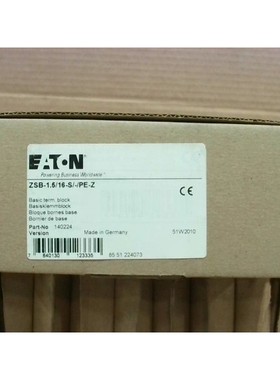 EATON
Powering Business Worldwide
ZSB-1.5/16-S/-/PE-Z
Basic term. block
Basisklemmblock
Bloque bornes base
Bornier de base
CE
Part-No 140224
Version
Made in Germany
51W2010